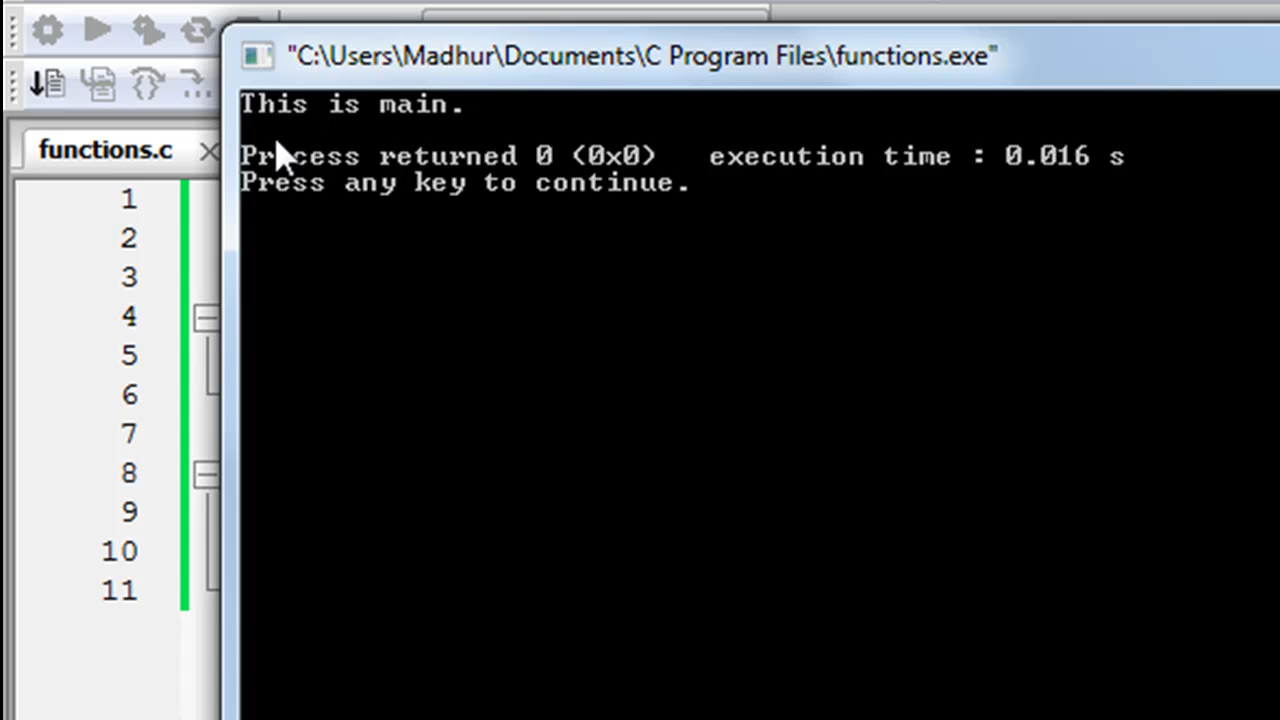 "C:\Users\Madhur\Documents\C Program Files\functions.exe"
This is main.
Process returned 0 (0x0)   execution time : 0.016 s
Press any key to continue.
functions.c
1
2
3
4
5
6
7
8
9
10
11